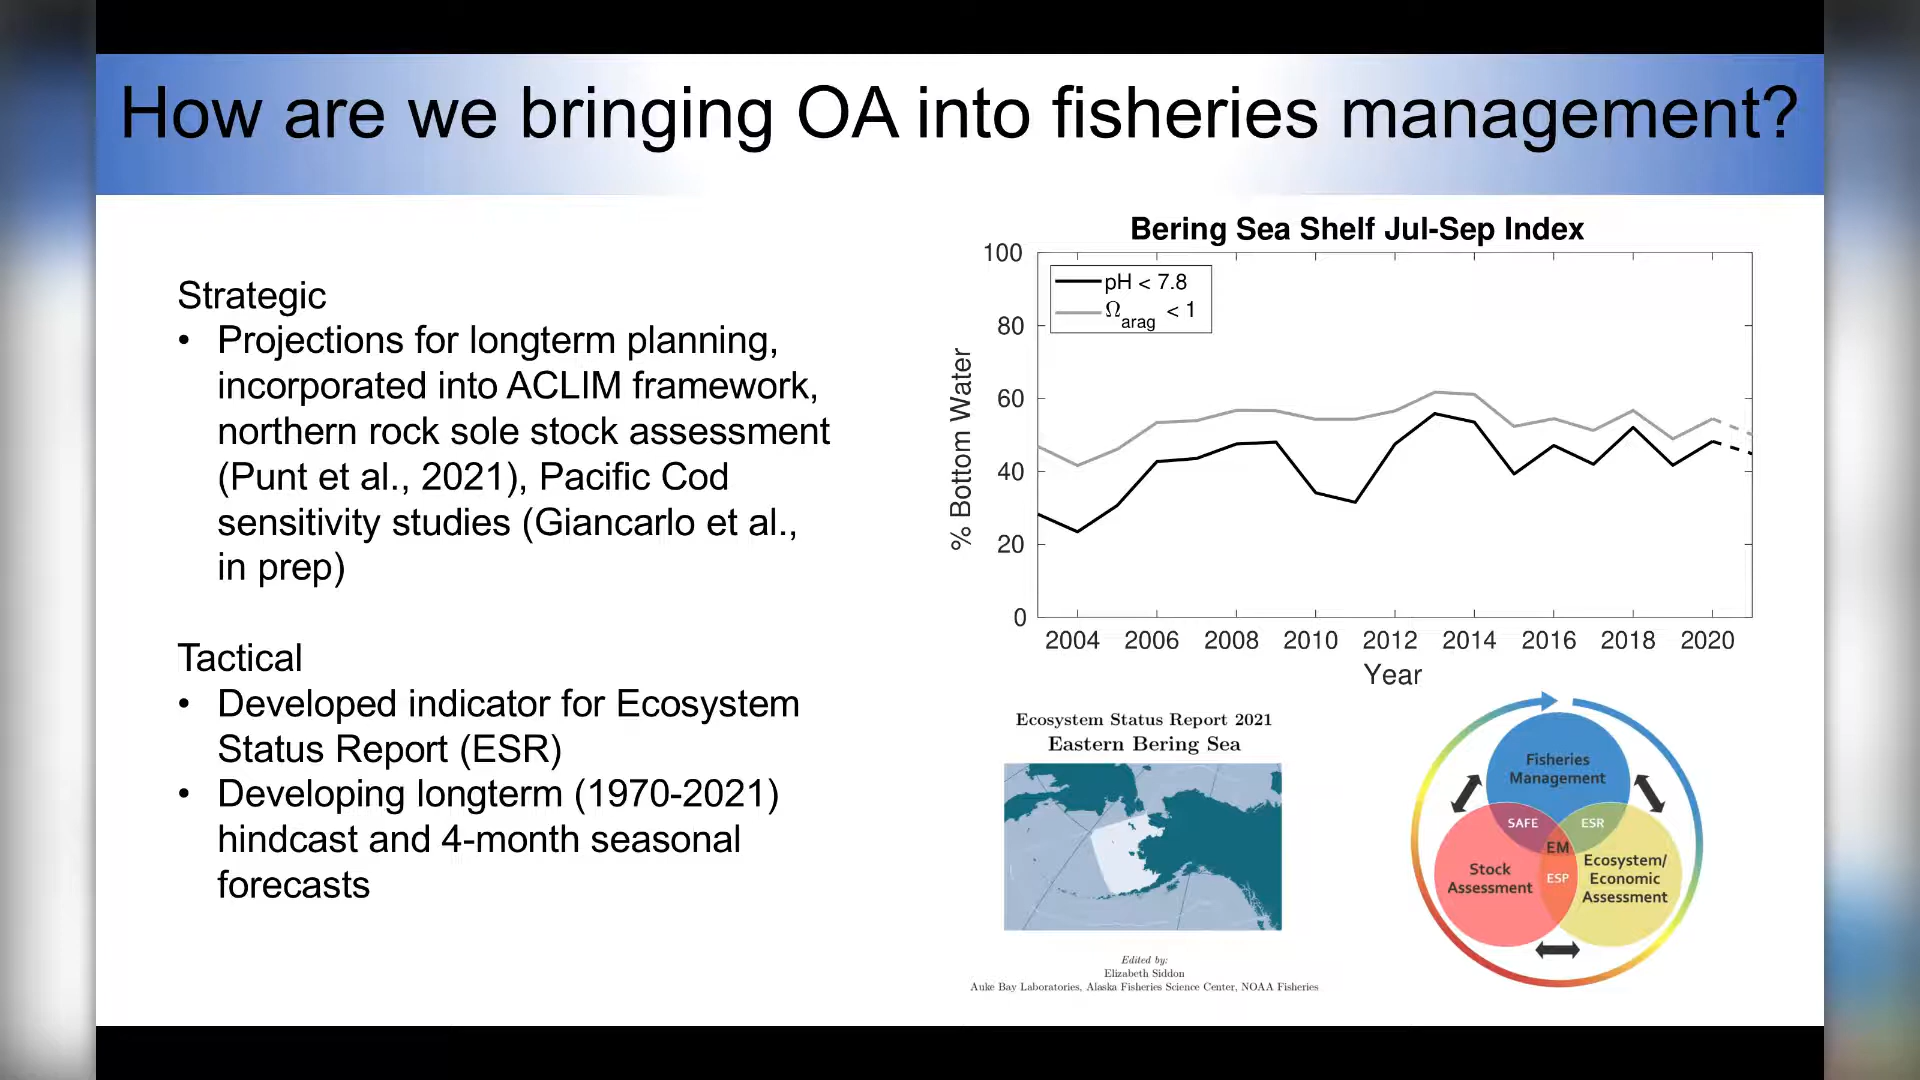 How are we bringing OA into fisheries management?
Strategic
• Projections for longterm planning,
incorporated into ACLIM framework,
northern rock sole stock assessment
(Punt et al., 2021), Pacific Cod
sensitivity studies (Giancarlo et al.,
in prep)
Tactical
• Developed indicator for Ecosystem
Status Report (ESR)
• Developing longterm (1970-2021)
hindcast and 4-month seasonal
forecasts
Bering Sea Shelf Jul-Sep Index
100
80
60
40
20
0
% Bottom Water
pH < 7.8
Ωarag < 1
2004 2006 2008 2010 2012 2014 2016 2018 2020
Year
Ecosystem Status Report 2021
Eastern Bering Sea
Edited by:
Elizabeth Siddon
Auke Bay Laboratories, Alaska Fisheries Science Center, NOAA Fisheries
Fisheries
Management
SAFE
ESR
EM
ESP
Stock
Assessment
Ecosystem/
Economic
Assessment